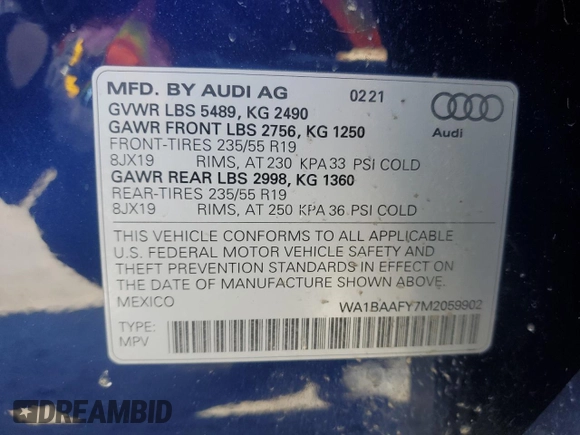 MFD. BY AUDI AG 0221
GVWR LBS 5489, KG 2490
GAWR FRONT LBS 2756, KG 1250
FRONT-TIRES 235/55 R19
8JX19 RIMS, AT 230 KPA 33 PSI COLD
GAWR REAR LBS 2998, KG 1360
REAR-TIRES 235/55 R19
8JX19 RIMS, AT 250 KPA 36 PSI COLD
Audi
THIS VEHICLE CONFORMS TO ALL APPLICABLE
U.S. FEDERAL MOTOR VEHICLE SAFETY AND
THEFT PREVENTION STANDARDS IN EFFECT ON
THE DATE OF MANUFACTURE SHOWN ABOVE.
MEXICO WA1BAAFY7M2059902
TYPE:
MPV
DREAMBID